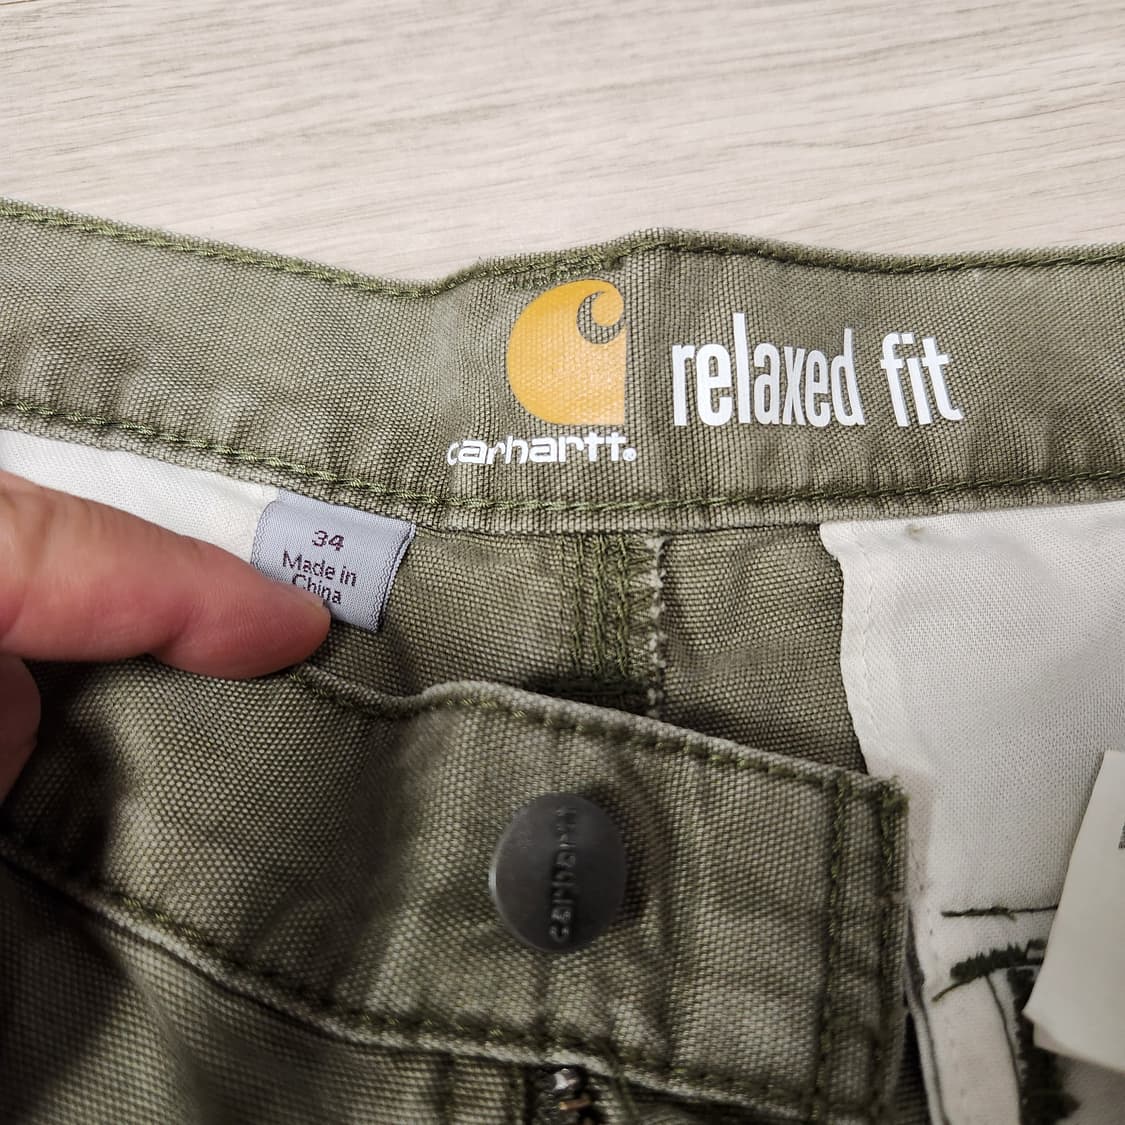 carhartt®
relaxed fit
34
Made in
China
carhartt